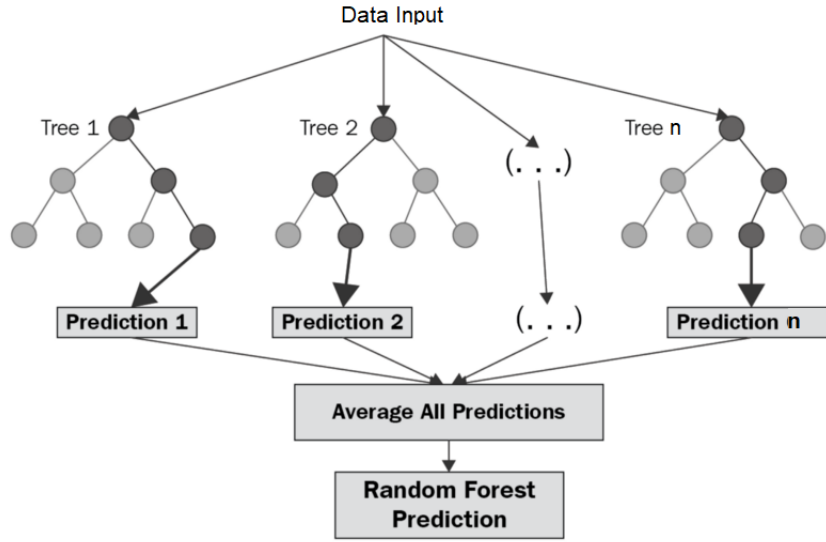 Data Input
Tree 1
Tree 2
(. . .)
Tree n
Prediction 1
Prediction 2
(. . .)
Prediction n
Average All Predictions
Random Forest
Prediction